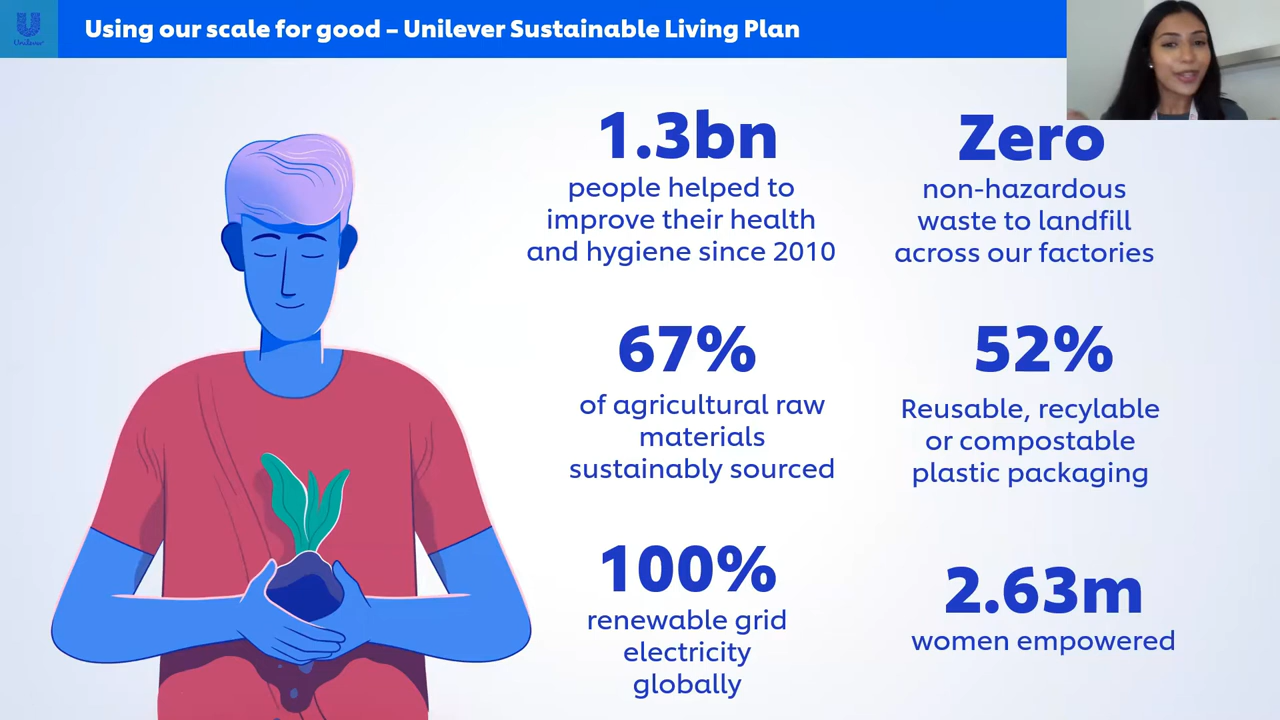 Unilever
Using our scale for good – Unilever Sustainable Living Plan
1.3bn
people helped to
improve their health
and hygiene since 2010
Zero
non-hazardous
waste to landfill
across our factories
67%
of agricultural raw
materials
sustainably sourced
52%
Reusable, recylable
or compostable
plastic packaging
100%
renewable grid
electricity
globally
2.63m
women empowered